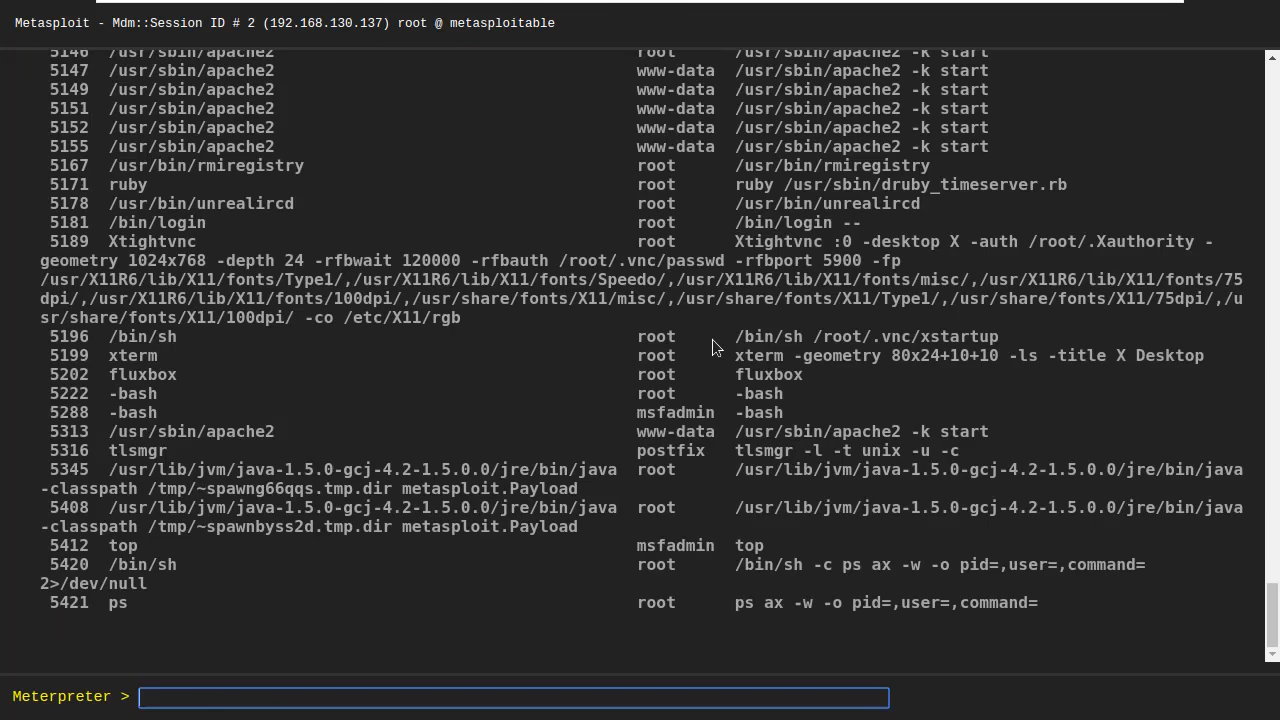 Metasploit - Mdm::Session ID # 2 (192.168.130.137) root @ metasploitable
5146 /usr/sbin/apache2 root /usr/sbin/apache2 -k start
5147 /usr/sbin/apache2 www-data /usr/sbin/apache2 -k start
5149 /usr/sbin/apache2 www-data /usr/sbin/apache2 -k start
5151 /usr/sbin/apache2 www-data /usr/sbin/apache2 -k start
5152 /usr/sbin/apache2 www-data /usr/sbin/apache2 -k start
5155 /usr/sbin/apache2 www-data /usr/sbin/apache2 -k start
5167 /usr/bin/rmiregistry root /usr/bin/rmiregistry
5171 ruby root ruby /usr/sbin/druby_timeserver.rb
5178 /usr/bin/unrealircd root /usr/bin/unrealircd
5181 /bin/login root /bin/login --
5189 Xtightvnc root Xtightvnc :0 -desktop X -auth /root/.Xauthority -
geometry 1024x768 -depth 24 -rfbwait 120000 -rfbauth /root/.vnc/passwd -rfbport 5900 -fp
/usr/X11R6/lib/X11/fonts/Type1/,/usr/X11R6/lib/X11/fonts/Speedo/,/usr/X11R6/lib/X11/fonts/misc/,/usr/X11R6/lib/X11/fonts/75
dpi/,/usr/X11R6/lib/X11/fonts/100dpi/,/usr/share/fonts/X11/misc/,/usr/share/fonts/X11/Type1/,/usr/share/fonts/X11/75dpi/,/u
sr/share/fonts/X11/100dpi/ -co /etc/X11/rgb
5196 /bin/sh root /bin/sh /root/.vnc/xstartup
5199 xterm root xterm -geometry 80x24+10+10 -ls -title X Desktop
5202 fluxbox root fluxbox
5222 -bash root -bash
5288 -bash msfadmin -bash
5313 /usr/sbin/apache2 www-data /usr/sbin/apache2 -k start
5316 tlsmgr postfix tlsmgr -l -t unix -u -c
5345 /usr/lib/jvm/java-1.5.0-gcj-4.2-1.5.0.0/jre/bin/java root /usr/lib/jvm/java-1.5.0-gcj-4.2-1.5.0.0/jre/bin/java
-classpath /tmp/~spawng66qqs.tmp.dir metasploit.Payload
5408 /usr/lib/jvm/java-1.5.0-gcj-4.2-1.5.0.0/jre/bin/java root /usr/lib/jvm/java-1.5.0-gcj-4.2-1.5.0.0/jre/bin/java
-classpath /tmp/~spawnbyss2d.tmp.dir metasploit.Payload
5412 top msfadmin top
5420 /bin/sh root /bin/sh -c ps ax -w -o pid=,user=,command=
2>/dev/null
5421 ps root ps ax -w -o pid=,user=,command=
Meterpreter >